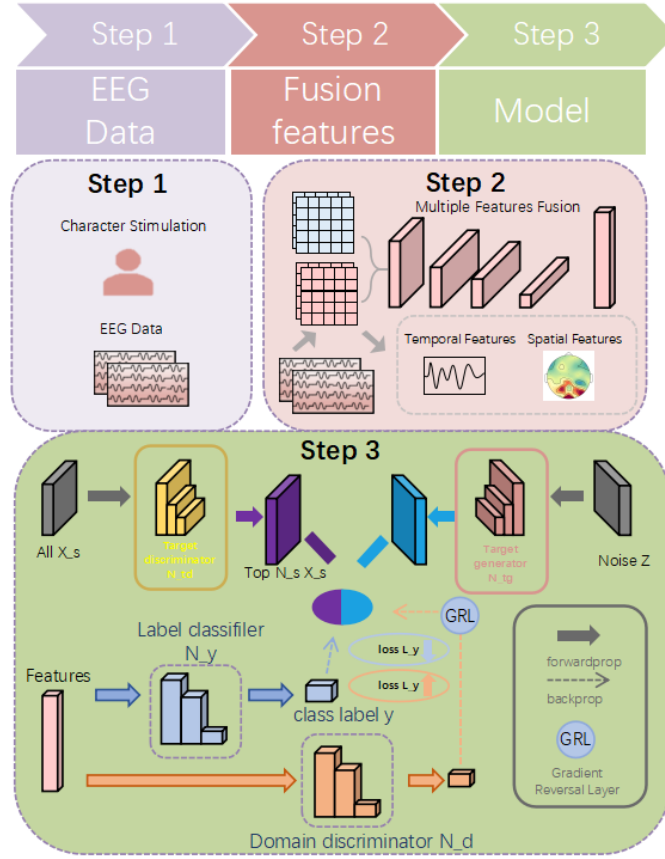 Step 1
Step 2
Step 3
EEG
Data
Fusion
features
Model
Step 1
Character Stimulation
EEG Data
Step 2
Multiple Features Fusion
Temporal Features
Spatial Features
Step 3
All X_s
Target
discriminator
N_td
Top N_s X_s
Target
generator
N_tg
Noise Z
GRL
Label classifiler
N_y
loss L_y
loss L_y
Features
class label y
Domain discriminator N_d
forwardprop
backprop
GRL
Gradient
Reversal Layer